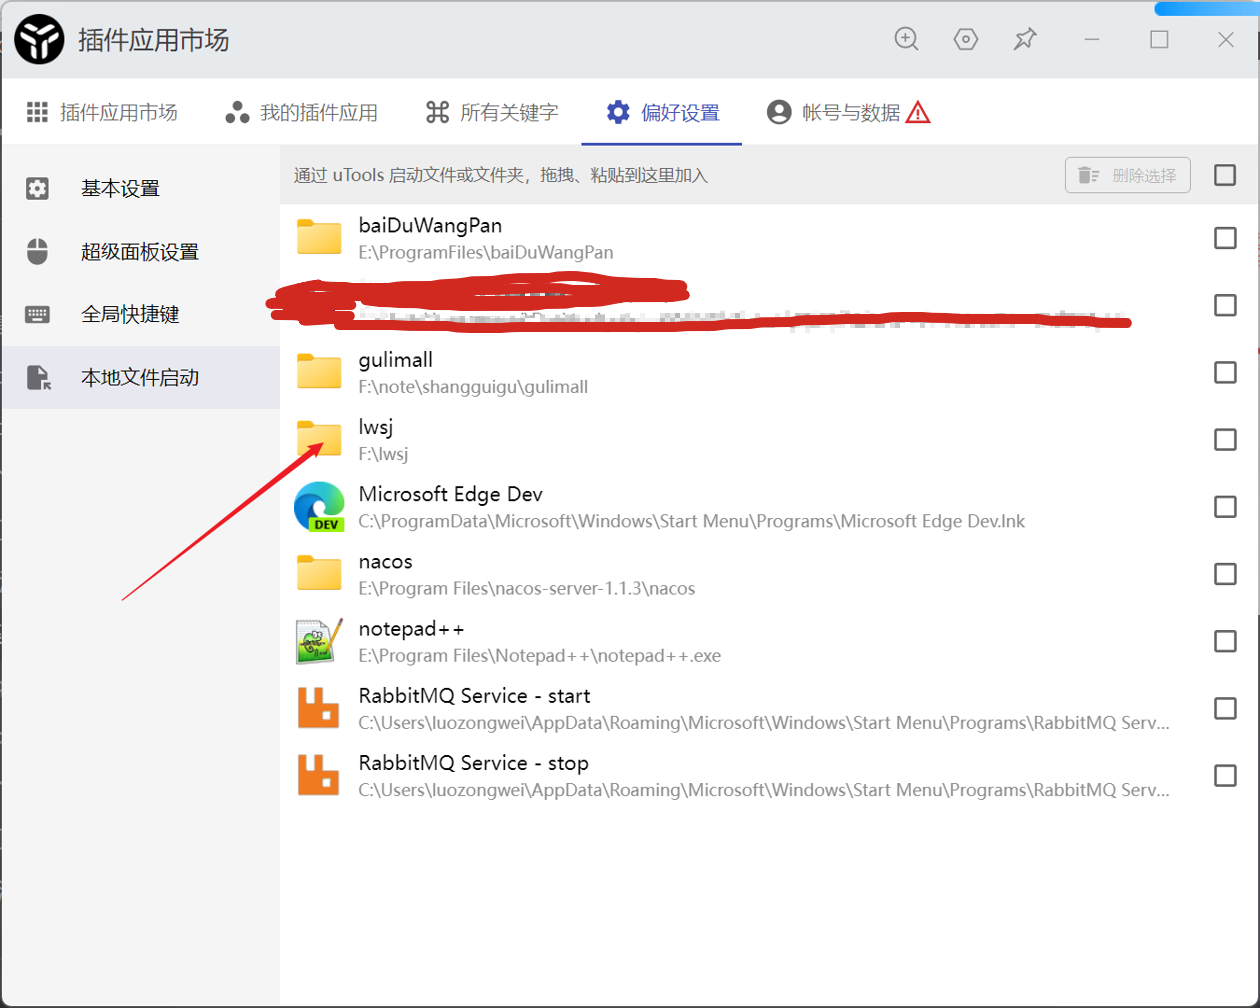 插件应用市场
插件应用市场 我的插件应用 所有关键字 偏好设置 帐号与数据
基本设置
超级面板设置
全局快捷键
本地文件启动
通过 uTools 启动文件或文件夹，拖拽、粘贴到这里加入 删除选择
baiDuWangPan
E:\ProgramFiles\baiDuWangPan
gulimall
F:\note\shangguigu\gulimall
lwsj
F:\lwsj
DEV
Microsoft Edge Dev
C:\ProgramData\Microsoft\Windows\Start Menu\Programs\Microsoft Edge Dev.lnk
nacos
E:\Program Files\nacos-server-1.1.3\nacos
notepad++
E:\Program Files\Notepad++\notepad++.exe
RabbitMQ Service - start
C:\Users\luozongwei\AppData\Roaming\Microsoft\Windows\Start Menu\Programs\RabbitMQ Serv...
RabbitMQ Service - stop
C:\Users\luozongwei\AppData\Roaming\Microsoft\Windows\Start Menu\Programs\RabbitMQ Serv...